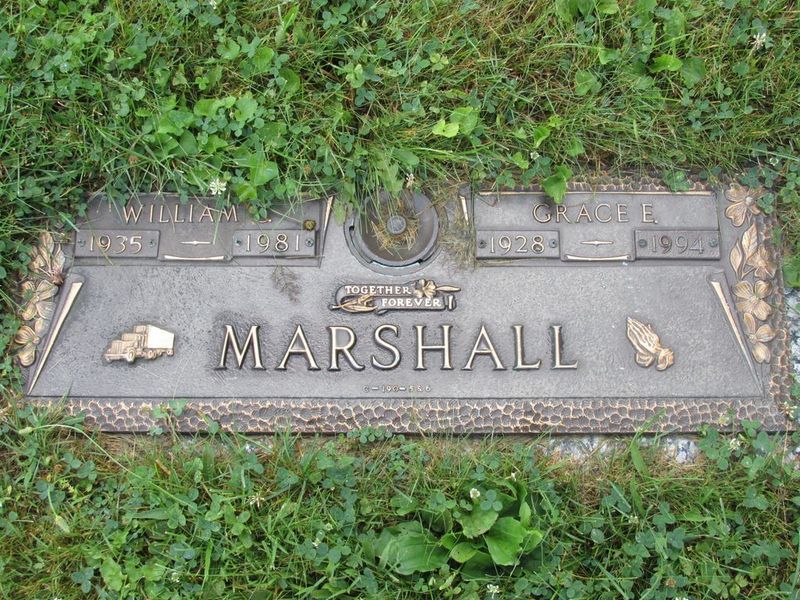 WILLIAM
1935 1981
GRACE E.
1928 1994
TOGETHER
FOREVER
MARSHALL